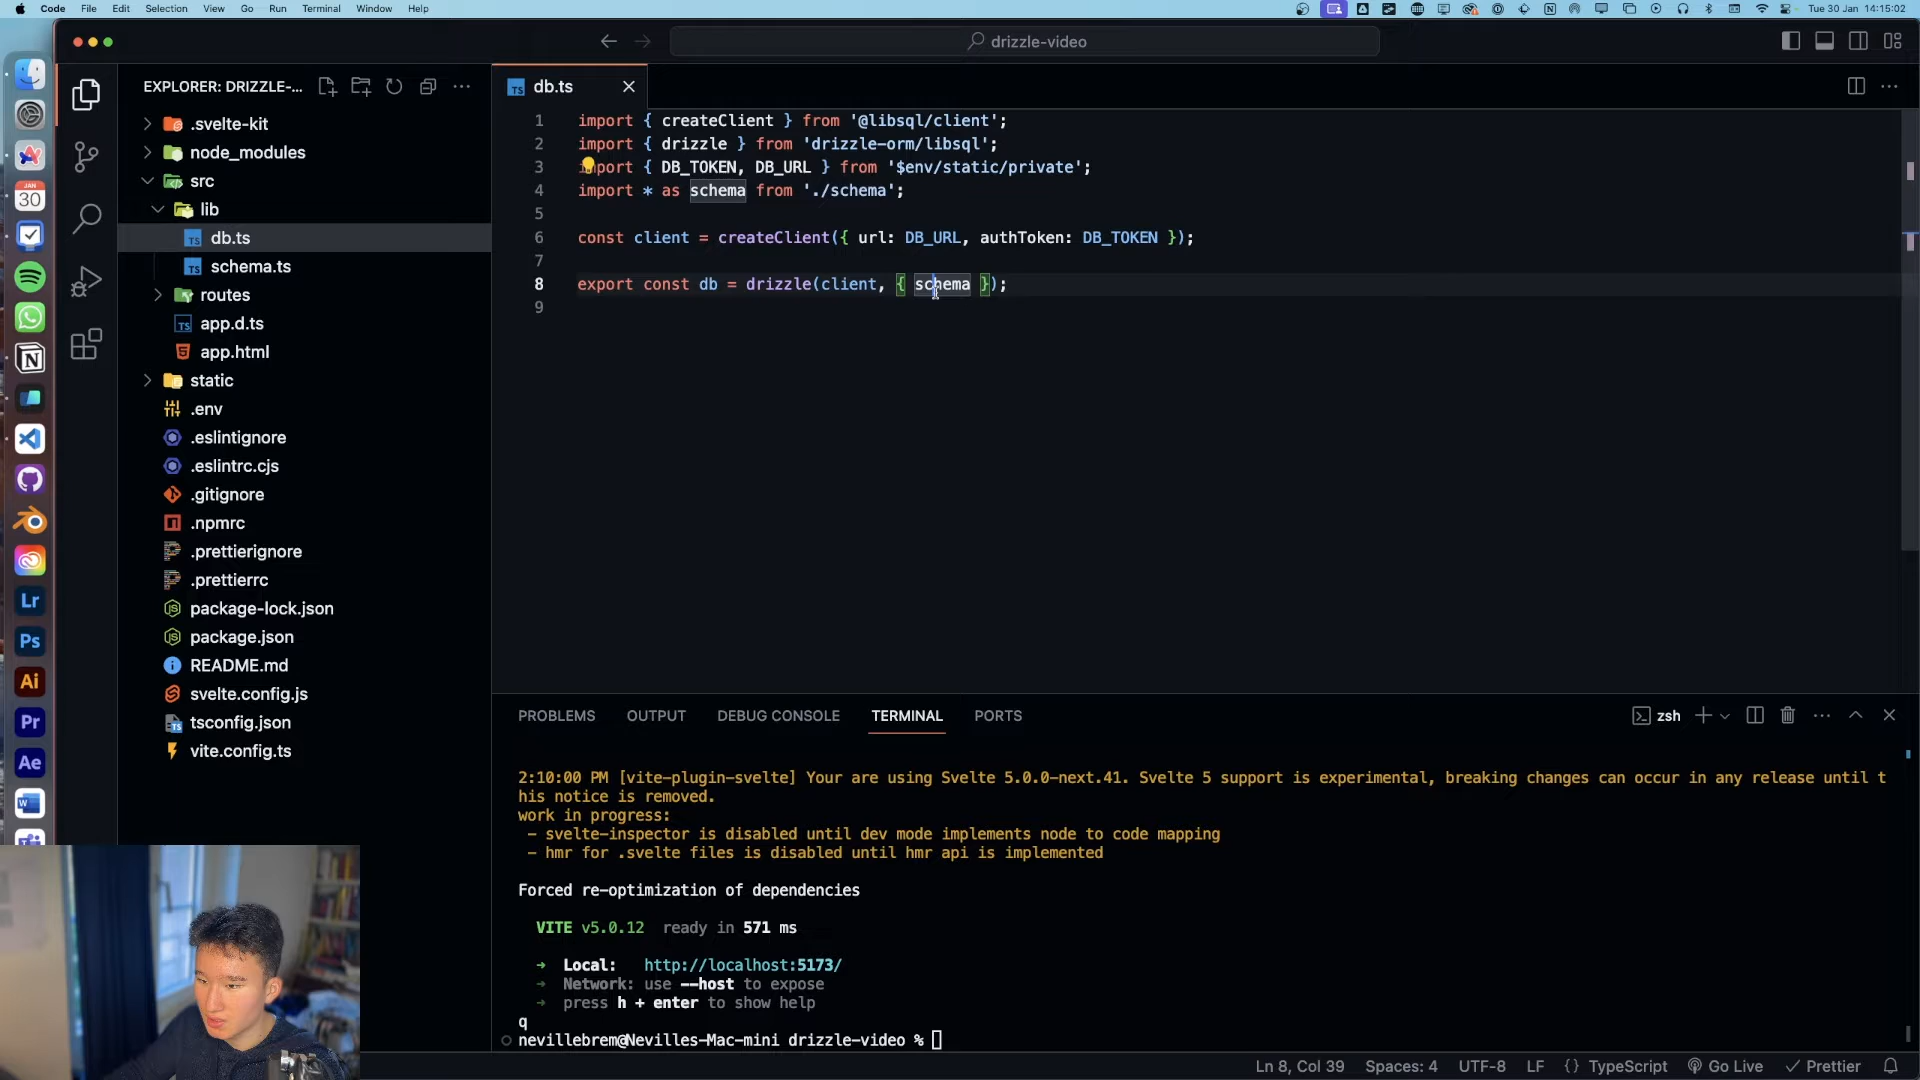 Code File Edit Selection View Go Run Terminal Window Help
Tue 30 Jan 14:15:02
drizzle-video
EXPLORER: DRIZZLE-...
.svelte-kit
node_modules
src
lib
db.ts
schema.ts
routes
app.d.ts
app.html
static
.env
.eslintignore
.eslintrc.cjs
.gitignore
.npmrc
.prettierignore
.prettierrc
package-lock.json
package.json
README.md
svelte.config.js
tsconfig.json
vite.config.ts
db.ts
1 import { createClient } from '@libsql/client';
2 import { drizzle } from 'drizzle-orm/libsql';
3 import { DB_TOKEN, DB_URL } from '$env/static/private';
4 import * as schema from './schema';
5
6 const client = createClient({ url: DB_URL, authToken: DB_TOKEN });
7
8 export const db = drizzle(client, { schema });
9
PROBLEMS OUTPUT DEBUG CONSOLE TERMINAL PORTS
zsh
2:10:00 PM [vite-plugin-svelte] Your are using Svelte 5.0.0-next.41. Svelte 5 support is experimental, breaking changes can occur in any release until t
his notice is removed.
work in progress:
- svelte-inspector is disabled until dev mode implements node to code mapping
- hmr for .svelte files is disabled until hmr api is implemented
Forced re-optimization of dependencies
VITE v5.0.12 ready in 571 ms
➜ Local: http://localhost:5173/
➜ Network: use --host to expose
➜ press h + enter to show help
q
nevillebrem@Nevilles-Mac-mini drizzle-video %
Ln 8, Col 39 Spaces: 4 UTF-8 LF {} TypeScript Go Live Prettier
JAN
30
Lr
Ps
Ai
Pr
Ae
W